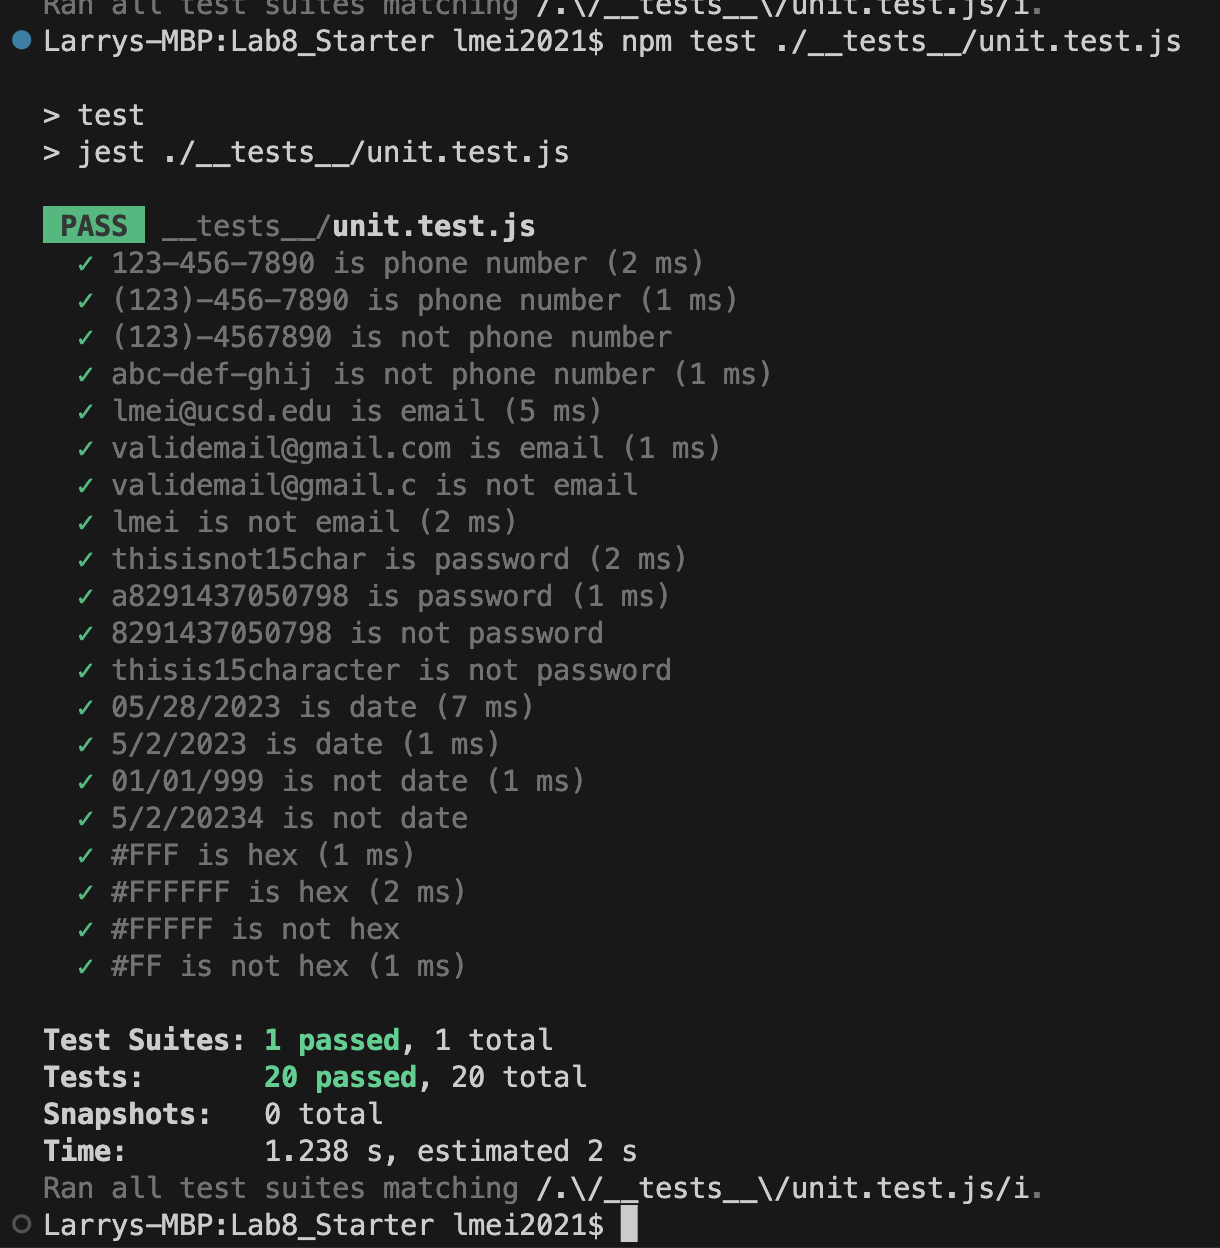 Ran all test suites matching /.\/__tests__\/unit.test.js/i.
Larrys-MBP:Lab8_Starter lmei2021$ npm test ./__tests__/unit.test.js
> test
> jest ./__tests__/unit.test.js
PASS __tests__/unit.test.js
✓ 123-456-7890 is phone number (2 ms)
✓ (123)-456-7890 is phone number (1 ms)
✓ (123)-4567890 is not phone number
✓ abc-def-ghij is not phone number (1 ms)
✓ lmei@ucsd.edu is email (5 ms)
✓ validemail@gmail.com is email (1 ms)
✓ validemail@gmail.c is not email
✓ lmei is not email (2 ms)
✓ thisisnot15char is password (2 ms)
✓ a8291437050798 is password (1 ms)
✓ 8291437050798 is not password
✓ thisis15character is not password
✓ 05/28/2023 is date (7 ms)
✓ 5/2/2023 is date (1 ms)
✓ 01/01/999 is not date (1 ms)
✓ 5/2/20234 is not date
✓ #FFF is hex (1 ms)
✓ #FFFFFF is hex (2 ms)
✓ #FFFFF is not hex
✓ #FF is not hex (1 ms)
Test Suites: 1 passed, 1 total
Tests: 20 passed, 20 total
Snapshots: 0 total
Time: 1.238 s, estimated 2 s
Ran all test suites matching /.\/__tests__\/unit.test.js/i.
Larrys-MBP:Lab8_Starter lmei2021$